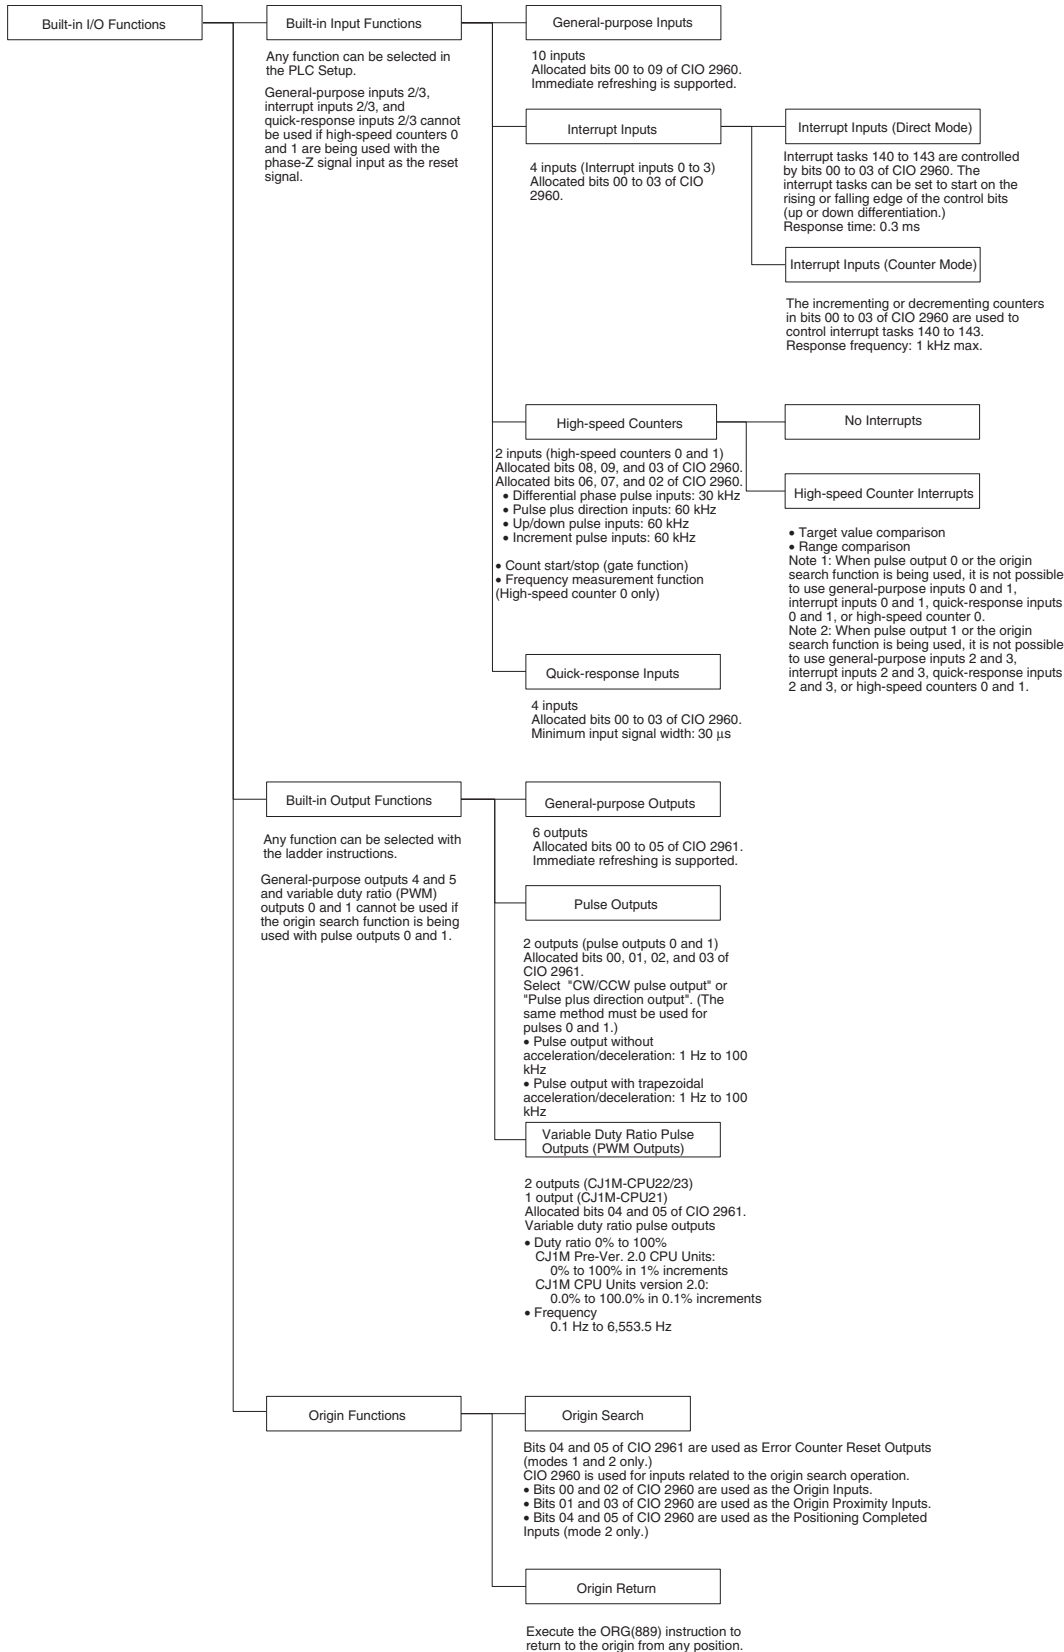 Built-in I/O Functions
Built-in Input Functions
Any function can be selected in
the PLC Setup.
General-purpose inputs 2/3,
interrupt inputs 2/3, and
quick-response inputs 2/3 cannot
be used if high-speed counters 0
and 1 are being used with the
phase-Z signal input as the reset
signal.
General-purpose Inputs
10 inputs
Allocated bits 00 to 09 of CIO 2960.
Immediate refreshing is supported.
Interrupt Inputs
4 inputs (Interrupt inputs 0 to 3)
Allocated bits 00 to 03 of CIO
2960.
Interrupt Inputs (Direct Mode)
Interrupt tasks 140 to 143 are controlled
by bits 00 to 03 of CIO 2960. The
interrupt tasks can be set to start on the
rising or falling edge of the control bits
(up or down differentiation.)
Response time: 0.3 ms
Interrupt Inputs (Counter Mode)
The incrementing or decrementing counters
in bits 00 to 03 of CIO 2960 are used to
control interrupt tasks 140 to 143.
Response frequency: 1 kHz max.
High-speed Counters
2 inputs (high-speed counters 0 and 1)
Allocated bits 08, 09, and 03 of CIO 2960.
Allocated bits 06, 07, and 02 of CIO 2960.
• Differential phase pulse inputs: 30 kHz
• Pulse plus direction inputs: 60 kHz
• Up/down pulse inputs: 60 kHz
• Increment pulse inputs: 60 kHz
• Count start/stop (gate function)
• Frequency measurement function
(High-speed counter 0 only)
No Interrupts
High-speed Counter Interrupts
• Target value comparison
• Range comparison
Note 1: When pulse output 0 or the origin
search function is being used, it is not possible
to use general-purpose inputs 0 and 1,
interrupt inputs 0 and 1, quick-response inputs
0 and 1, or high-speed counter 0.
Note 2: When pulse output 1 or the origin
search function is being used, it is not possible
to use general-purpose inputs 2 and 3,
interrupt inputs 2 and 3, quick-response inputs
2 and 3, or high-speed counters 0 and 1.
Quick-response Inputs
4 inputs
Allocated bits 00 to 03 of CIO 2960.
Minimum input signal width: 30 μs
Built-in Output Functions
Any function can be selected with
the ladder instructions.
General-purpose outputs 4 and 5
and variable duty ratio (PWM)
outputs 0 and 1 cannot be used if
the origin search function is being
used with pulse outputs 0 and 1.
General-purpose Outputs
6 outputs
Allocated bits 00 to 05 of CIO 2961.
Immediate refreshing is supported.
Pulse Outputs
2 outputs (pulse outputs 0 and 1)
Allocated bits 00, 01, 02, and 03 of
CIO 2961.
Select "CW/CCW pulse output" or
"Pulse plus direction output". (The
same method must be used for
pulses 0 and 1.)
• Pulse output without
acceleration/deceleration: 1 Hz to 100
kHz
• Pulse output with trapezoidal
acceleration/deceleration: 1 Hz to 100
kHz
Variable Duty Ratio Pulse
Outputs (PWM Outputs)
2 outputs (CJ1M-CPU22/23)
1 output (CJ1M-CPU21)
Allocated bits 04 and 05 of CIO 2961.
Variable duty ratio pulse outputs
• Duty ratio 0% to 100%
CJ1M Pre-Ver. 2.0 CPU Units:
0% to 100% in 1% increments
CJ1M CPU Units version 2.0:
0.0% to 100.0% in 0.1% increments
• Frequency
0.1 Hz to 6,553.5 Hz
Origin Functions
Origin Search
Bits 04 and 05 of CIO 2961 are used as Error Counter Reset Outputs
(modes 1 and 2 only.)
CIO 2960 is used for inputs related to the origin search operation.
• Bits 00 and 02 of CIO 2960 are used as the Origin Inputs.
• Bits 01 and 03 of CIO 2960 are used as the Origin Proximity Inputs.
• Bits 04 and 05 of CIO 2960 are used as the Positioning Completed
Inputs (mode 2 only.)
Origin Return
Execute the ORG(889) instruction to
return to the origin from any position.